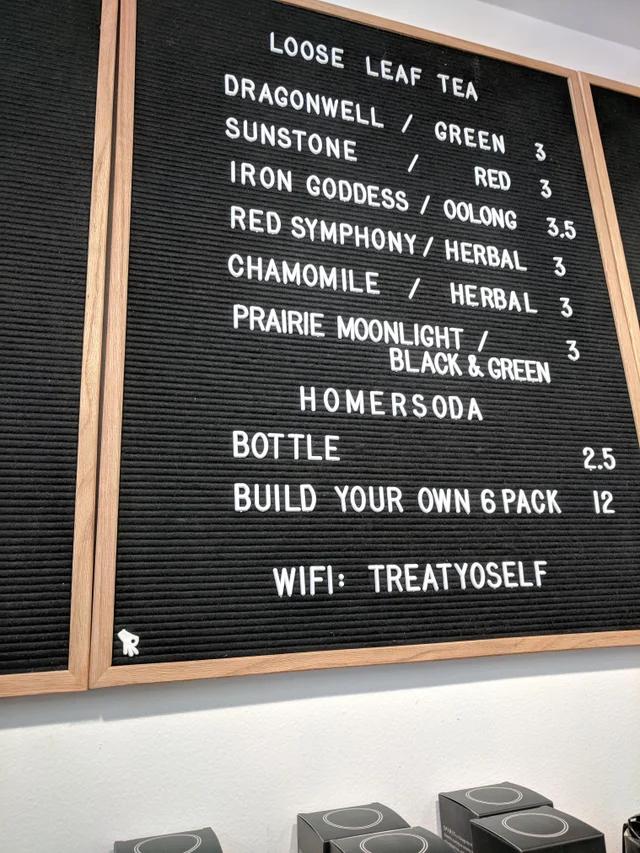 LOOSE LEAF TEA
DRAGONWELL / GREEN 3
SUNSTONE / RED 3
IRON GODDESS / OOLONG 3.5
RED SYMPHONY / HERBAL 3
CHAMOMILE / HERBAL 3
PRAIRIE MOONLIGHT / 3
BLACK & GREEN
HOMERSODA
BOTTLE 2.5
BUILD YOUR OWN 6 PACK 12
WIFI: TREATYOSELF